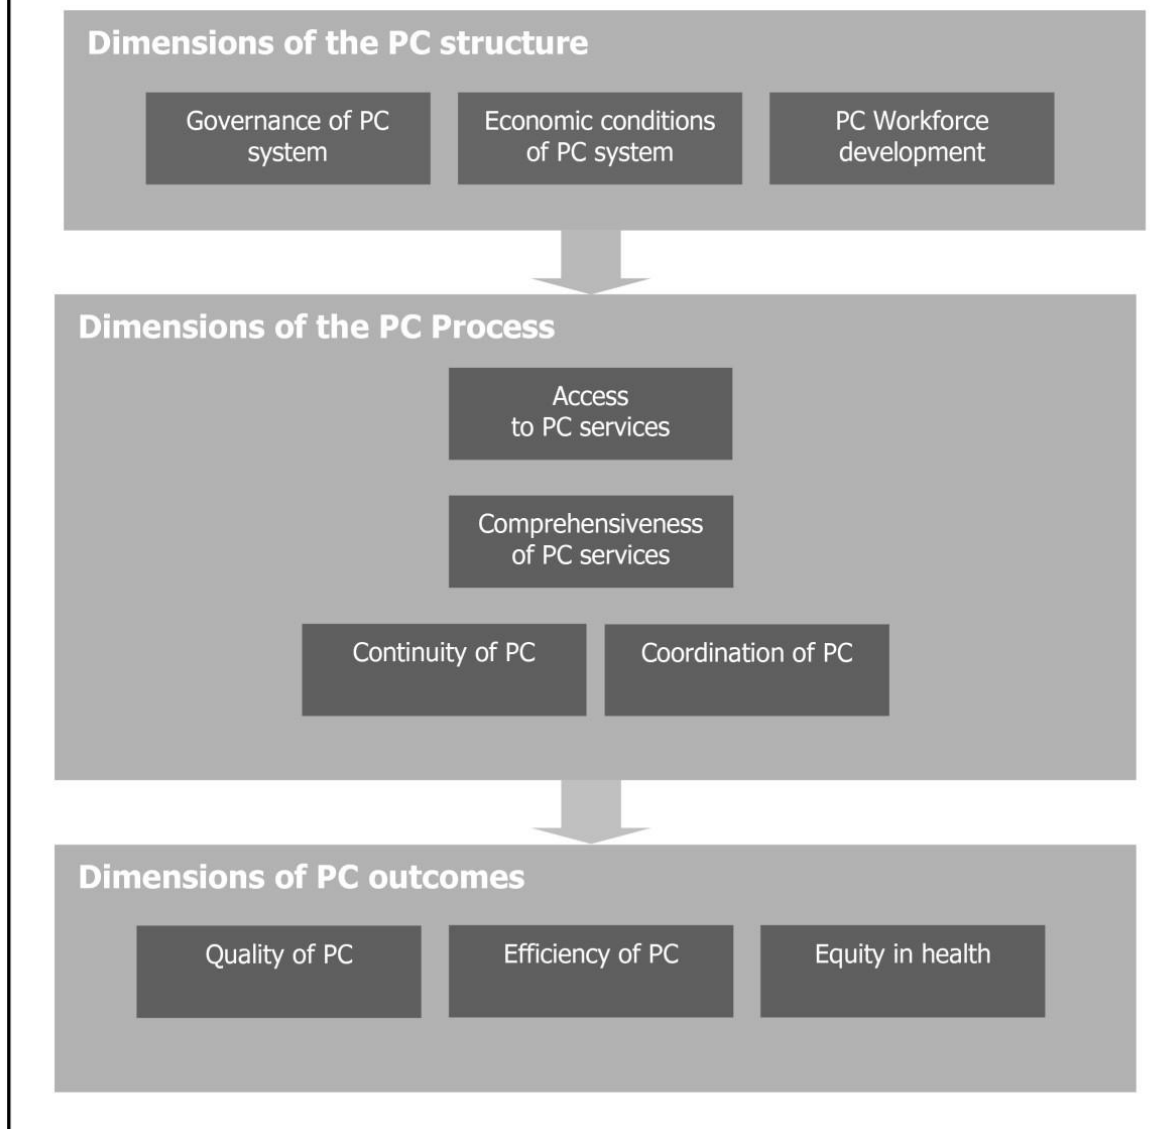 Dimensions of the PC structure
Governance of PC
system
Economic conditions
of PC system
PC Workforce
development
Dimensions of the PC Process
Access
to PC services
Comprehensiveness
of PC services
Continuity of PC
Coordination of PC
Dimensions of PC outcomes
Quality of PC
Efficiency of PC
Equity in health